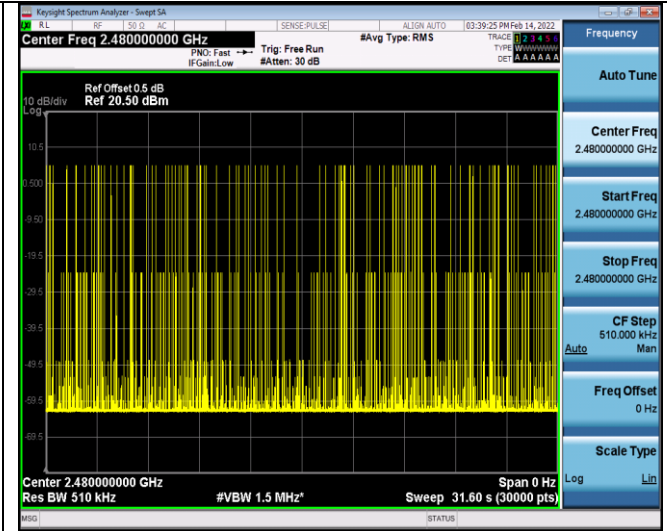 Keysight Spectrum Analyzer - Swept SA
RL RF 50 Ω AC SENSE:PULSE ALIGN AUTO 03:39:25 PM Feb 14, 2022
Center Freq 2.480000000 GHz
#Avg Type: RMS
TRACE 1 2 3 4 5 6
PNO: Fast Trig: Free Run
TYPE WWWWWW
IFGain:Low #Atten: 30 dB
DET A A A A A A
Ref Offset 0.5 dB
10 dB/div Ref 20.50 dBm
Log
10.5
0.500
-9.50
-19.5
-29.5
-39.5
-49.5
-59.5
-69.5
Center 2.480000000 GHz Span 0 Hz
Res BW 510 kHz #VBW 1.5 MHz* Sweep 31.60 s (30000 pts)
MSG STATUS
Frequency
Auto Tune
Center Freq
2.480000000 GHz
Start Freq
2.480000000 GHz
Stop Freq
2.480000000 GHz
CF Step
510.000 kHz
Auto Man
Freq Offset
0 Hz
Scale Type
Log Lin